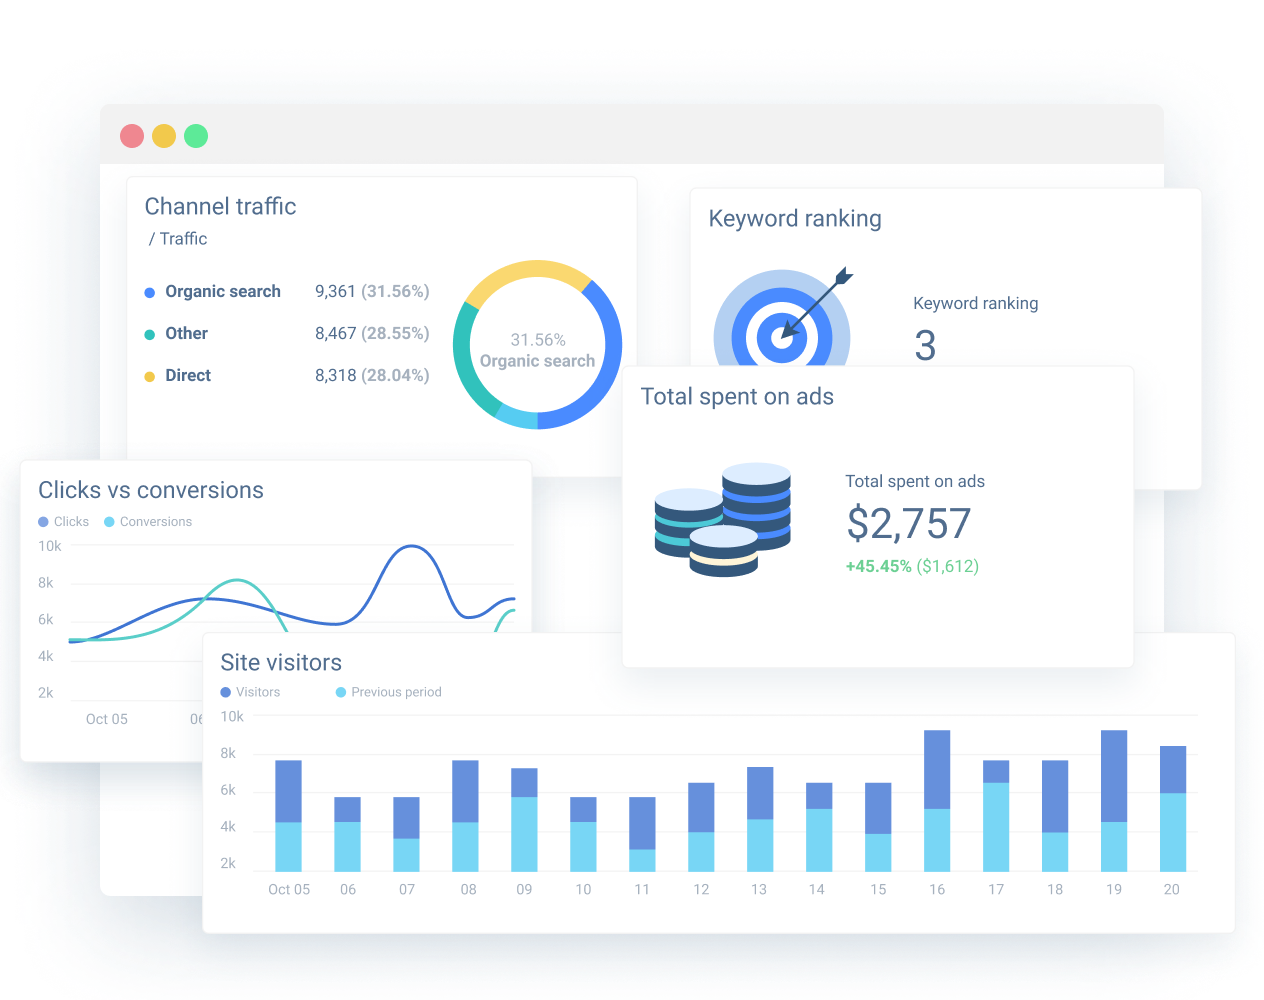 Channel traffic
/ Traffic
Organic search 9,361 (31.56%)
Other 8,467 (28.55%)
Direct 8,318 (28.04%)
31.56%
Organic search
Keyword ranking
Keyword ranking
3
Total spent on ads
Total spent on ads
$2,757
+45.45% ($1,612)
Clicks vs conversions
Clicks Conversions
10k
8k
6k
4k
2k
Oct 05 06
Site visitors
Visitors Previous period
10k
8k
6k
4k
2k
Oct 05 06 07 08 09 10 11 12 13 14 15 16 17 18 19 20